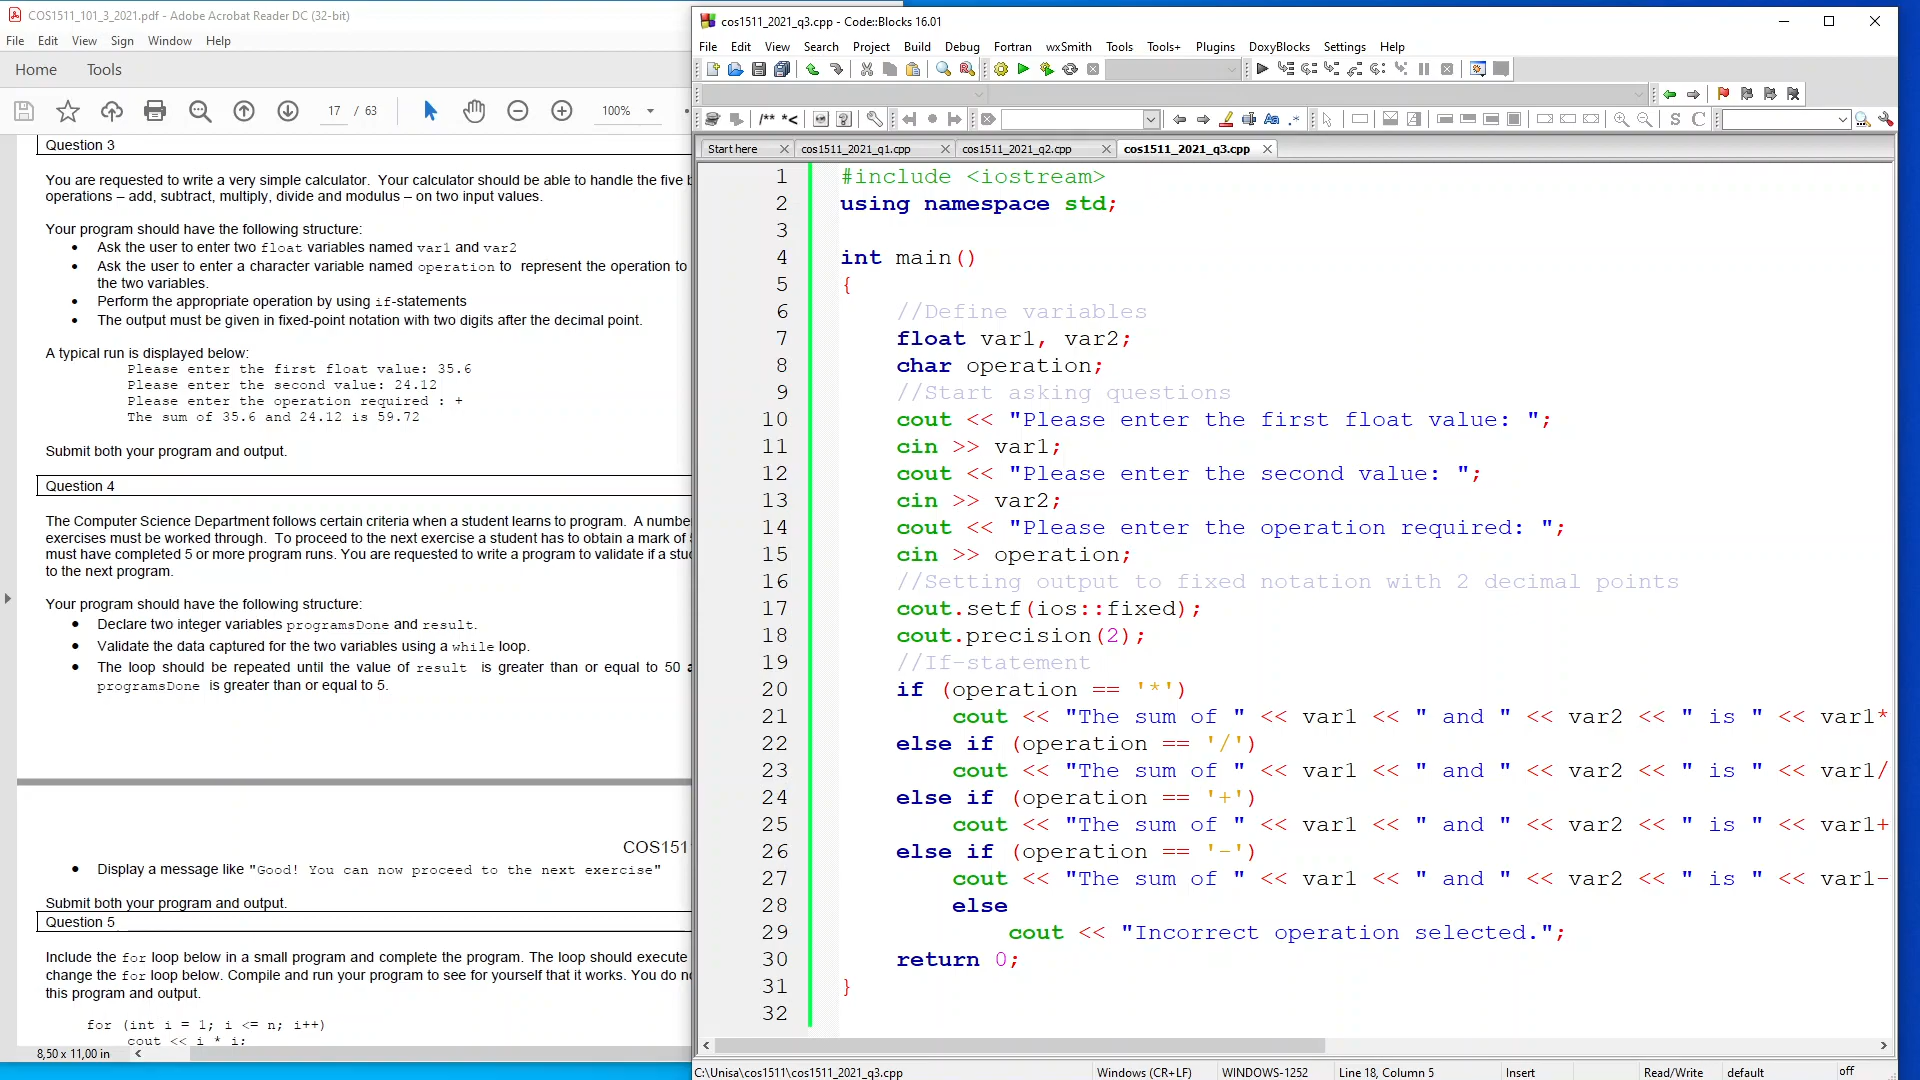 COS1511_101_3_2021.pdf - Adobe Acrobat Reader DC (32-bit)
File Edit View Sign Window Help
Home Tools
17 / 63 100%
Question 3
You are requested to write a very simple calculator. Your calculator should be able to handle the five b
operations – add, subtract, multiply, divide and modulus – on two input values.
Your program should have the following structure:
• Ask the user to enter two float variables named var1 and var2
• Ask the user to enter a character variable named operation to represent the operation to
the two variables.
• Perform the appropriate operation by using if-statements
• The output must be given in fixed-point notation with two digits after the decimal point.
A typical run is displayed below:
Please enter the first float value: 35.6
Please enter the second value: 24.12
Please enter the operation required : +
The sum of 35.6 and 24.12 is 59.72
Submit both your program and output.
Question 4
The Computer Science Department follows certain criteria when a student learns to program. A numbe
exercises must be worked through. To proceed to the next exercise a student has to obtain a mark of
must have completed 5 or more program runs. You are requested to write a program to validate if a stu
to the next program.
Your program should have the following structure:
• Declare two integer variables programsDone and result.
• Validate the data captured for the two variables using a while loop.
• The loop should be repeated until the value of result is greater than or equal to 50 a
programsDone is greater than or equal to 5.
COS151
• Display a message like "Good! You can now proceed to the next exercise"
Submit both your program and output.
Question 5
Include the for loop below in a small program and complete the program. The loop should execute
change the for loop below. Compile and run your program to see for yourself that it works. You do n
this program and output.
for (int i = 1; i <= n; i++)
cout << i * i;
8,50 x 11,00 in
cos1511_2021_q3.cpp - Code::Blocks 16.01
File Edit View Search Project Build Debug Fortran wxSmith Tools Tools+ Plugins DoxyBlocks Settings Help
/** *< Aa .* S C
Start here cos1511_2021_q1.cpp cos1511_2021_q2.cpp cos1511_2021_q3.cpp
1 #include <iostream>
2 using namespace std;
3
4 int main()
5 {
6 //Define variables
7 float var1, var2;
8 char operation;
9 //Start asking questions
10 cout << "Please enter the first float value: ";
11 cin >> var1;
12 cout << "Please enter the second value: ";
13 cin >> var2;
14 cout << "Please enter the operation required: ";
15 cin >> operation;
16 //Setting output to fixed notation with 2 decimal points
17 cout.setf(ios::fixed);
18 cout.precision(2);
19 //If-statement
20 if (operation == '*')
21 cout << "The sum of " << var1 << " and " << var2 << " is " << var1*
22 else if (operation == '/')
23 cout << "The sum of " << var1 << " and " << var2 << " is " << var1/
24 else if (operation == '+')
25 cout << "The sum of " << var1 << " and " << var2 << " is " << var1+
26 else if (operation == '-')
27 cout << "The sum of " << var1 << " and " << var2 << " is " << var1-
28 else
29 cout << "Incorrect operation selected.";
30 return 0;
31 }
32
C:\Unisa\cos1511\cos1511_2021_q3.cpp Windows (CR+LF) WINDOWS-1252 Line 18, Column 5 Insert Read/Write default off